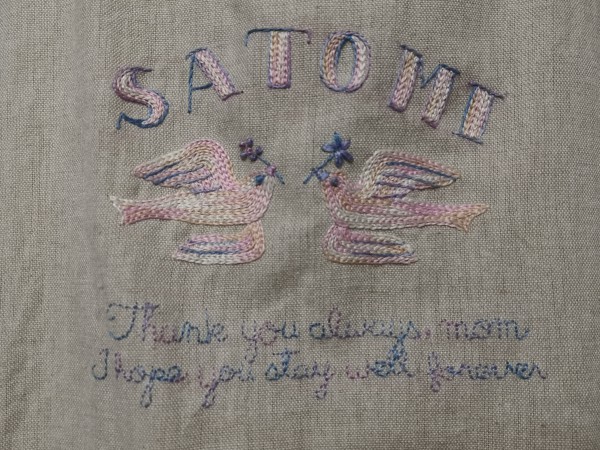 SATOMI
Thank you always, mom
I hope you stay well forever